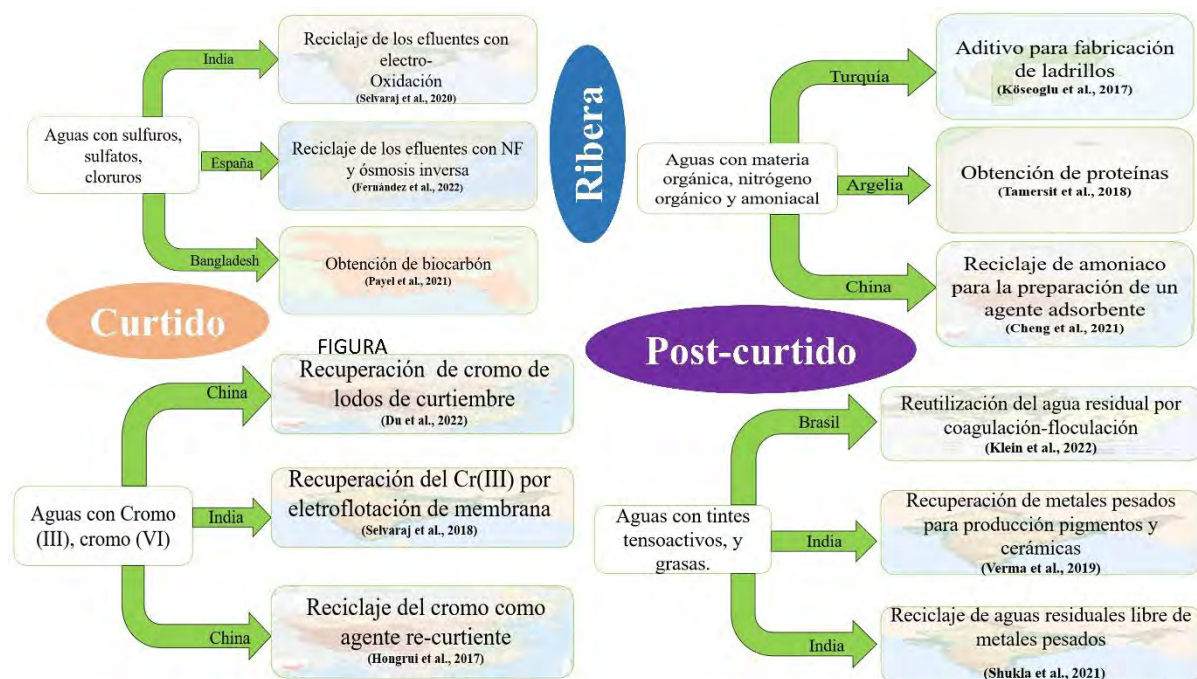 India
Reciclaje de los efluentes con
electro-
Oxidación
(Selvaraj et al., 2020)
Aguas con sulfuros,
sulfatos,
cloruros
España
Reciclaje de los efluentes con NF
y ósmosis inversa
(Fernández et al., 2022)
Bangladesh
Obtención de biocarbón
(Payel et al., 2021)
Ribera
Turquía
Aditivo para fabricación
de ladrillos
(Köseoglu et al., 2017)
Aguas con materia
orgánica, nitrógeno
orgánico y amoniacal
Argelia
Obtención de proteínas
(Tamersit et al., 2018)
China
Reciclaje de amoniaco
para la preparación de un
agente adsorbente
(Cheng et al., 2021)
Curtido
FIGURA
China
Recuperación de cromo de
lodos de curtiembre
(Du et al., 2022)
Aguas con Cromo
(III), cromo (VI)
India
Recuperación del Cr(III) por
eletroflotación de membrana
(Selvaraj et al., 2018)
China
Reciclaje del cromo como
agente re-curtiente
(Hongrui et al., 2017)
Post-curtido
Brasil
Reutilización del agua residual por
coagulación-floculación
(Klein et al., 2022)
Aguas con tintes
tensoactivos, y
grasas.
India
Recuperación de metales pesados
para producción pigmentos y
cerámicas
(Verma et al., 2019)
India
Reciclaje de aguas residuales libre de
metales pesados
(Shukla et al., 2021)